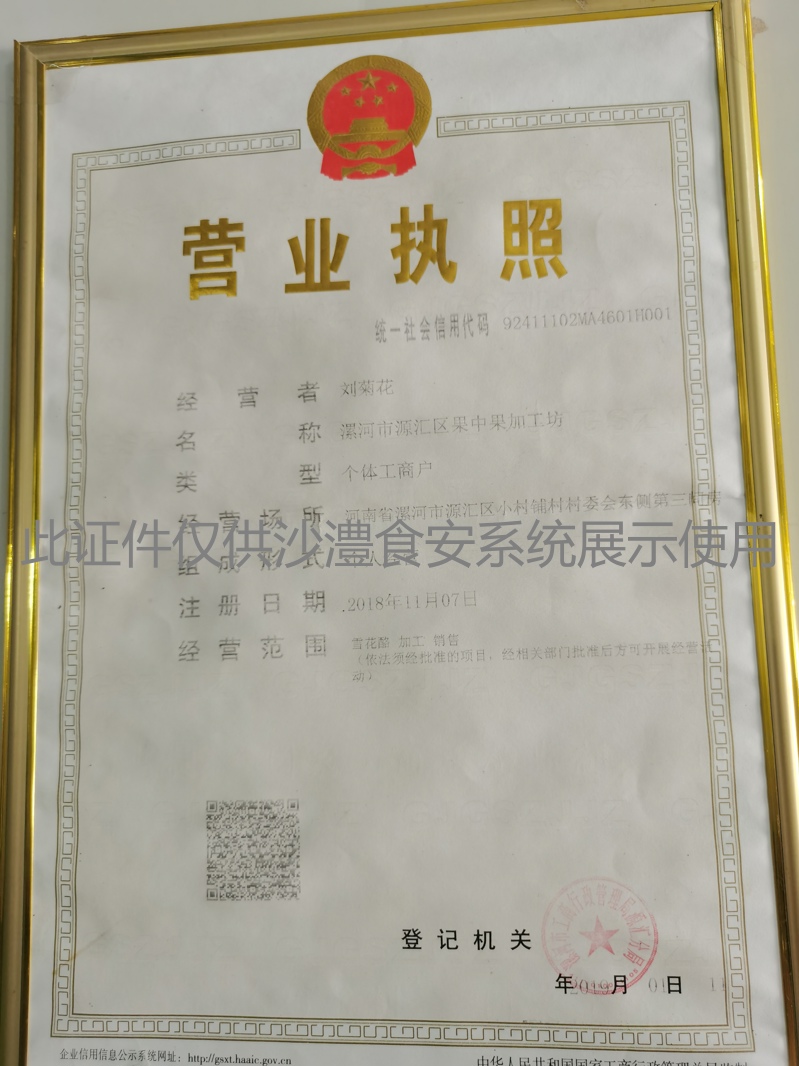 营业执照
统一社会信用代码 92411102MA4601H001
经营者 刘菊花
名称 漯河市源汇区果中果加工坊
类型 个体工商户
经营场所 河南省漯河市源汇区小村铺村村委会东侧第三间房
此证件仅供沙澧食安系统展示使用
组成形式
注册日期 2018年11月07日
经营范围 雪花酪 加工 销售
（依法须经批准的项目，经相关部门批准后方可开展经营活
动）
登记机关
2019年01月11日
企业信用信息公示系统网址：http://gsxt.haaic.gov.cn
中华人民共和国国家工商行政管理总局监制